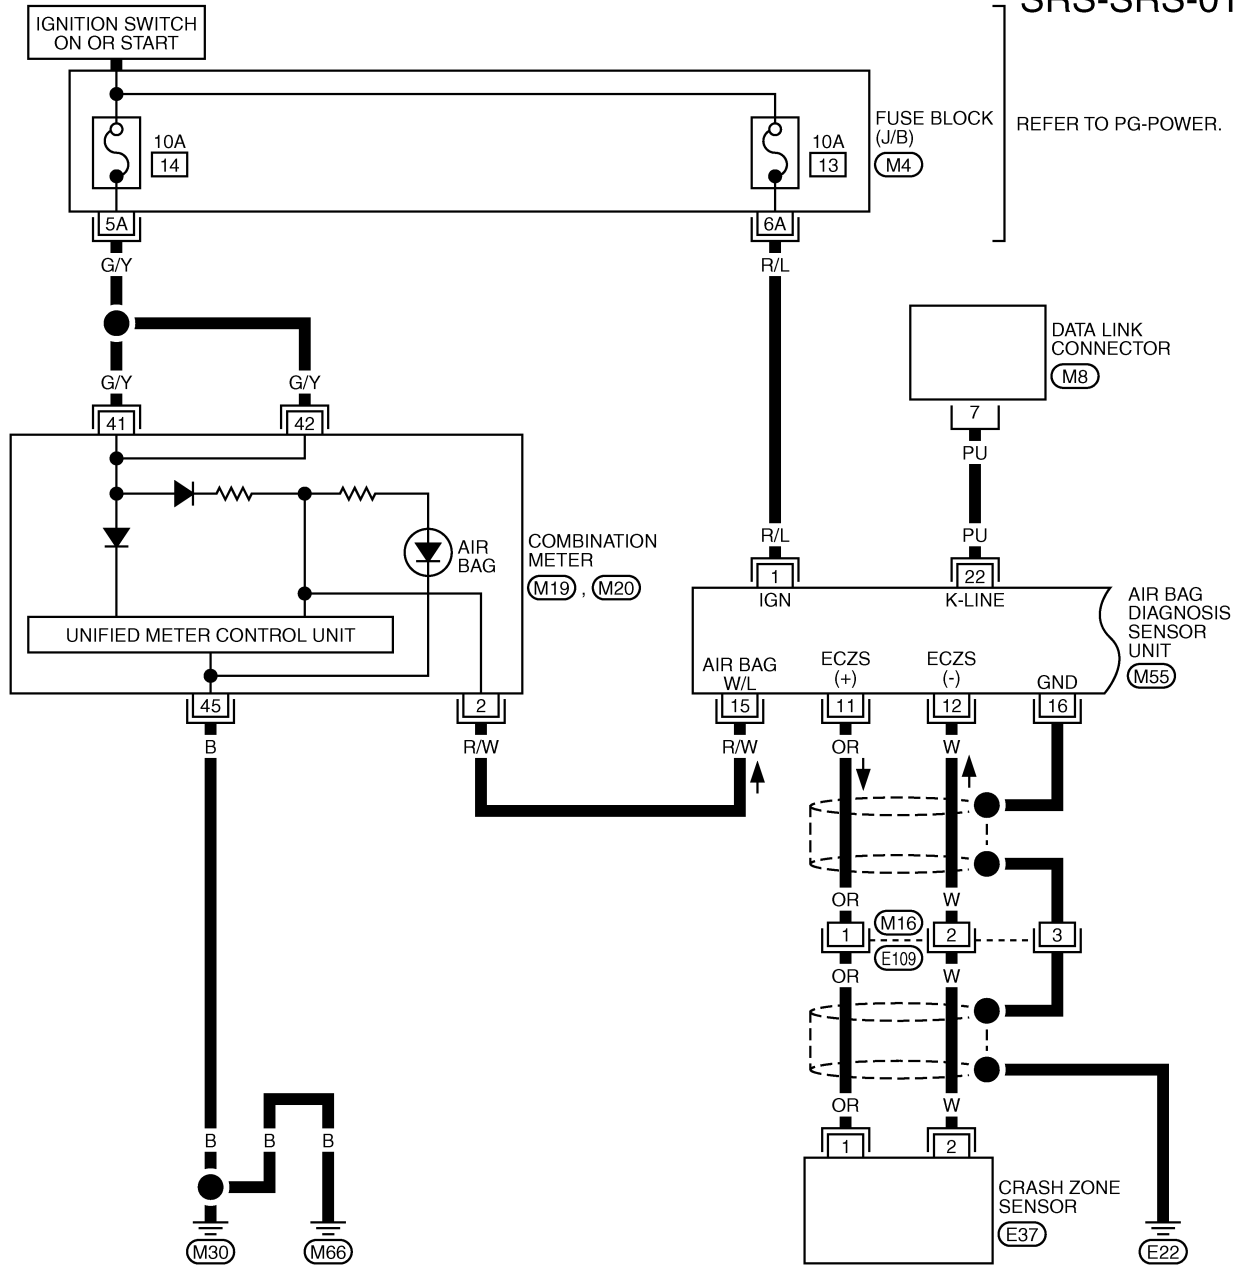 SRS-SRS-01
IGNITION SWITCH
ON OR START
10A
14
10A
13
FUSE BLOCK
(J/B)
M4
REFER TO PG-POWER.
5A
6A
G/Y
R/L
DATA LINK
CONNECTOR
M8
G/Y
G/Y
7
41
42
PU
R/L
PU
AIR
BAG
COMBINATION
METER
M19 , M20
1
22
IGN
K-LINE
AIR BAG
DIAGNOSIS
SENSOR
UNIT
M55
UNIFIED METER CONTROL UNIT
AIR BAG
W/L
ECZS
(+)
ECZS
(-)
GND
45
2
15
11
12
16
B
R/W
R/W
OR
W
OR
W
1
M16
2
3
E109
OR
W
OR
W
B
B
B
1
2
CRASH ZONE
SENSOR
E37
M30
M66
E22